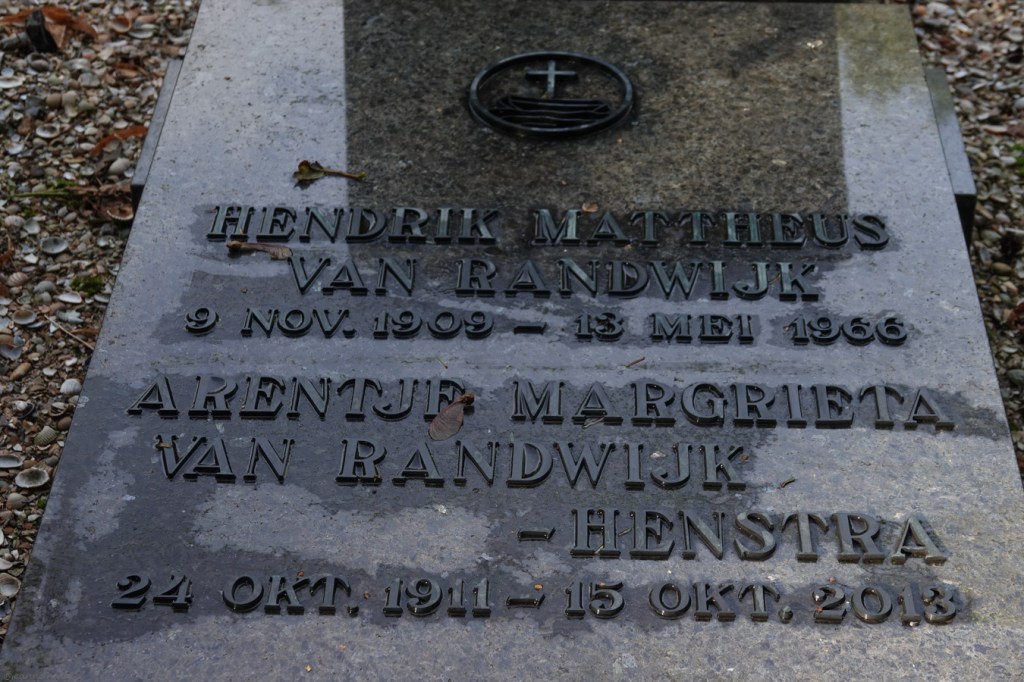 HENDRIK MATTHEUS
VAN RANDWIJK
9 NOV. 1909 – 13 MEI 1966
ARENTJE MARGRIETA
VAN RANDWIJK
– HENSTRA
24 OKT. 1911 – 15 OKT. 2013